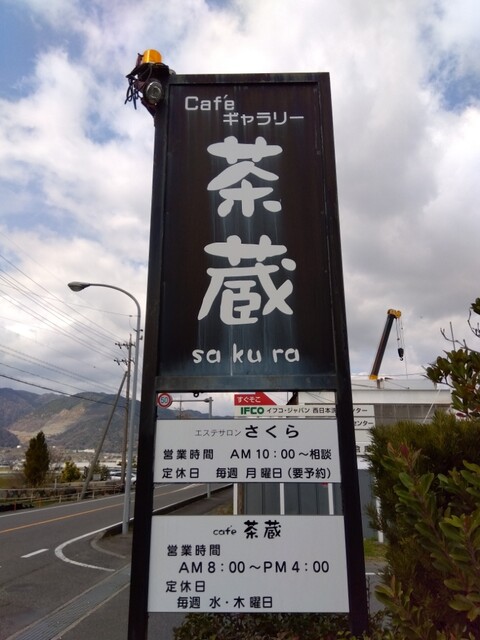 Cafe
ギャラリー
茶
蔵
sa ku ra
すぐそこ
IFCO イフコ・ジャパン 西日本
エステサロン さくら
営業時間 AM 10:00〜相談
定休日 毎週 月曜日(要予約)
cafe 茶蔵
営業時間
AM 8:00〜PM 4:00
定休日
毎週 水・木曜日